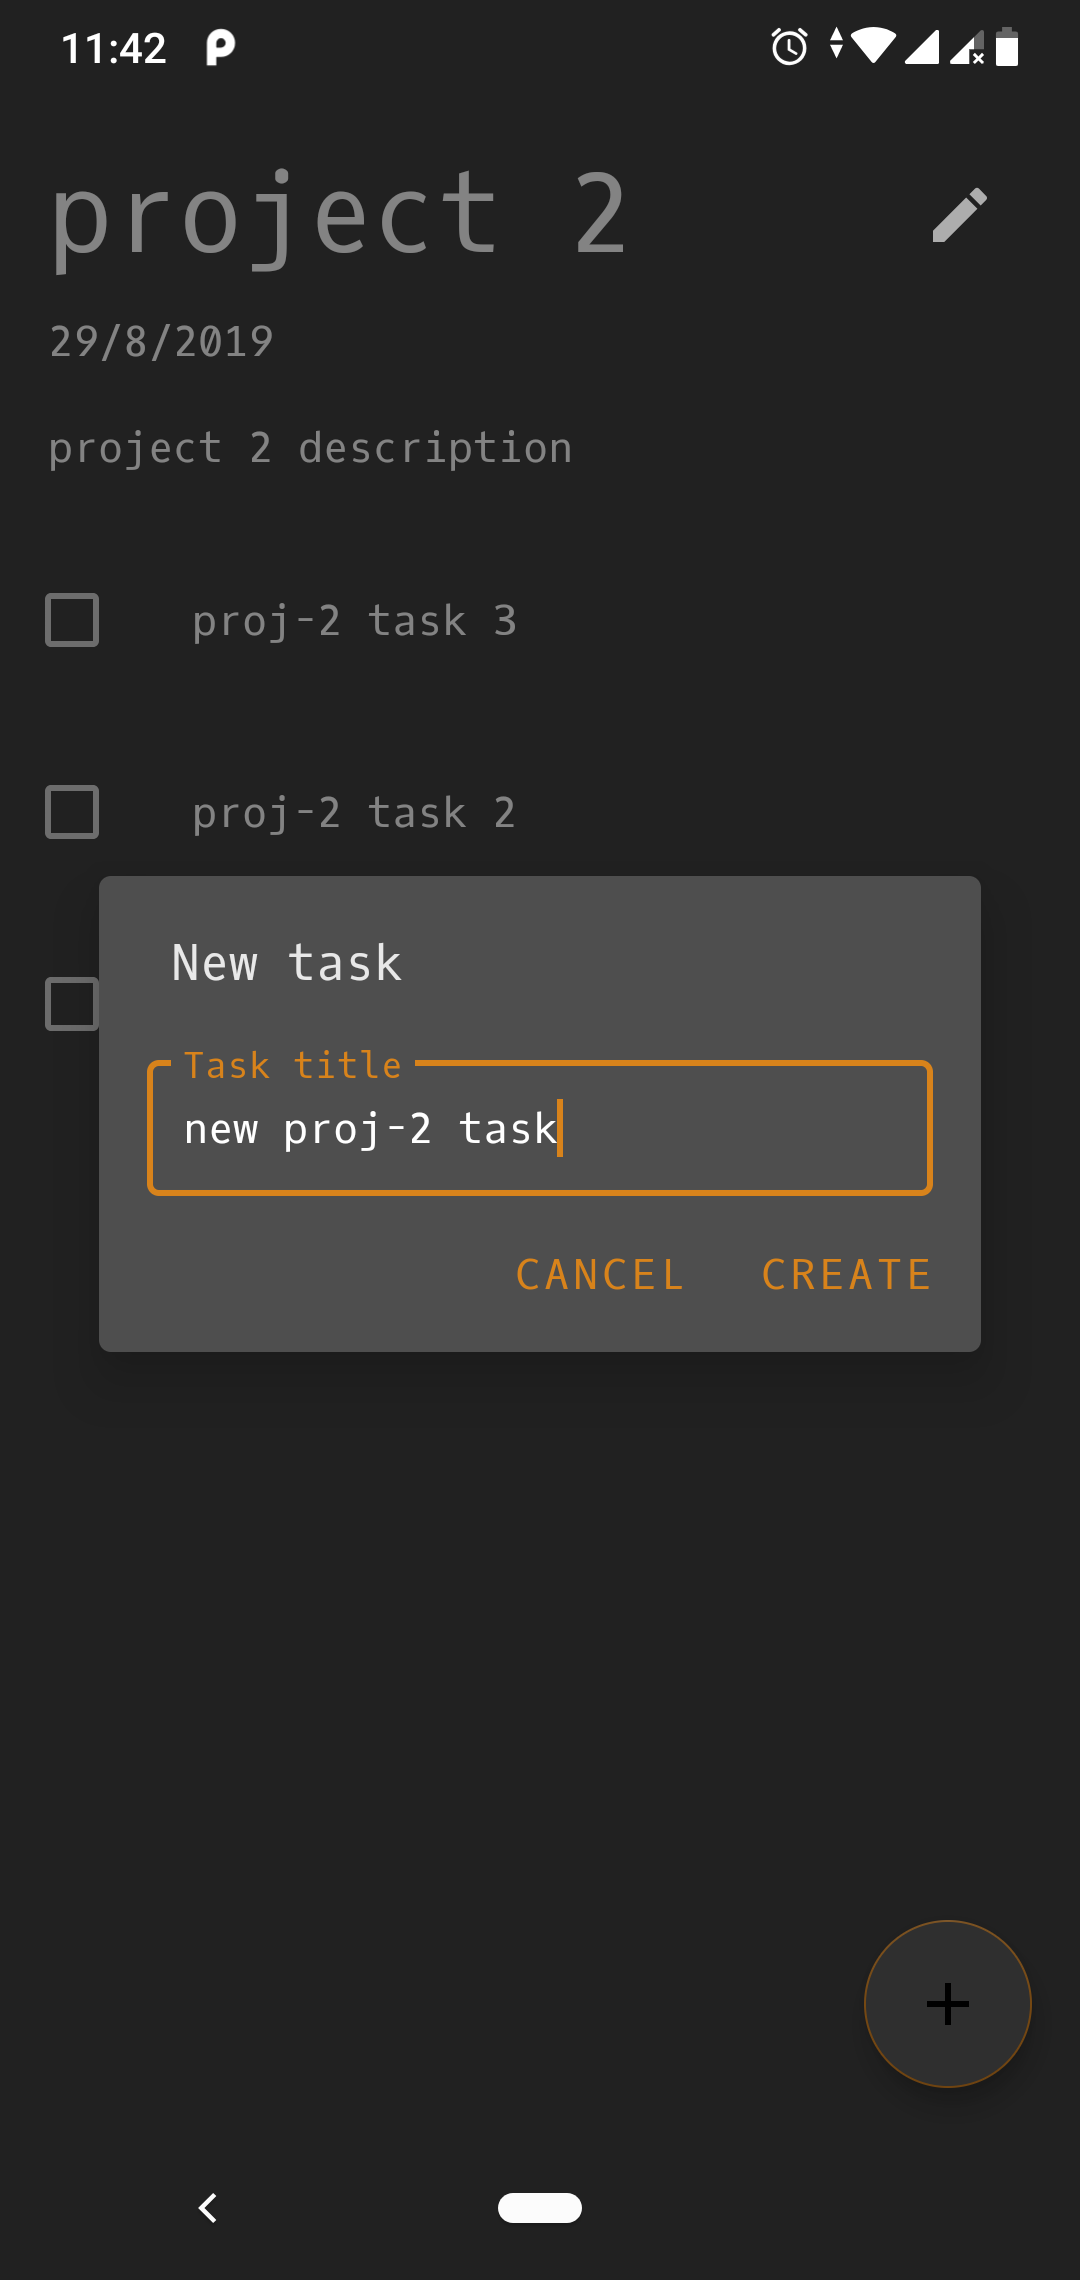 11:42
project 2
29/8/2019
project 2 description
proj-2 task 3
proj-2 task 2
New task
Task title
new proj-2 task
CANCEL CREATE